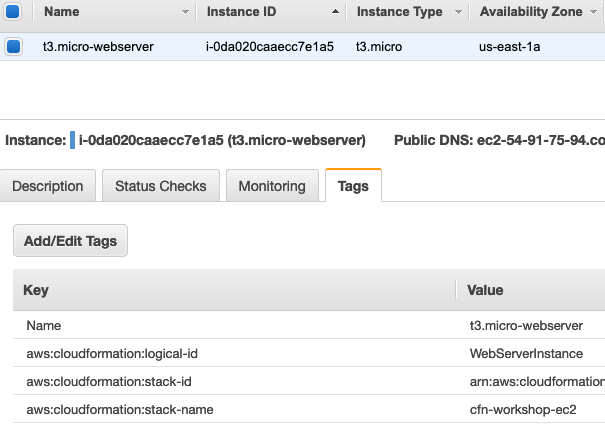 Name Instance ID Instance Type Availability Zone
t3.micro-webserver i-0da020caaecc7e1a5 t3.micro us-east-1a
Instance: i-0da020caaecc7e1a5 (t3.micro-webserver) Public DNS: ec2-54-91-75-94.co
Description Status Checks Monitoring Tags
Add/Edit Tags
Key Value
Name t3.micro-webserver
aws:cloudformation:logical-id WebServerInstance
aws:cloudformation:stack-id arn:aws:cloudformation
aws:cloudformation:stack-name cfn-workshop-ec2